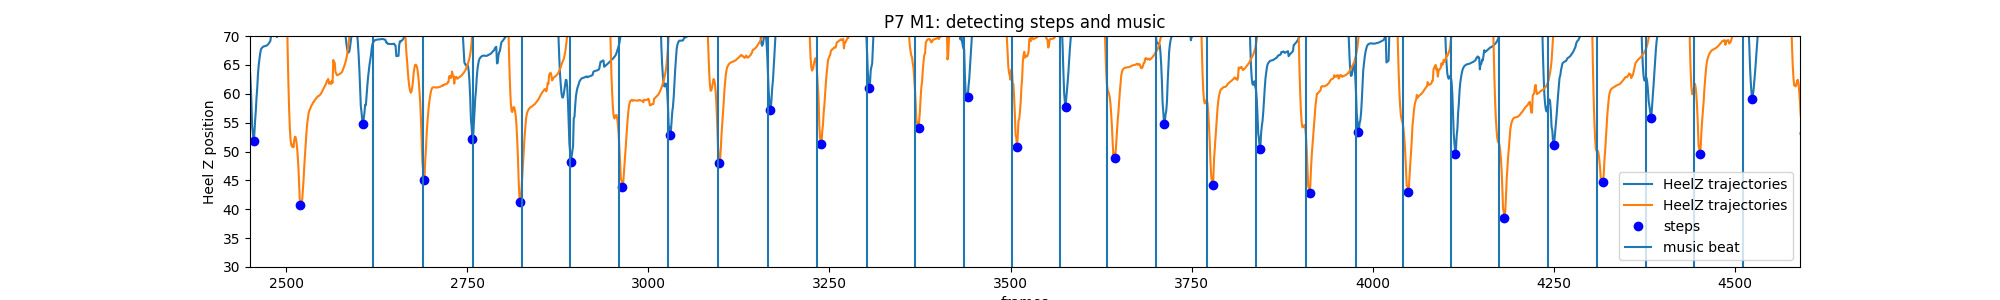 P7 M1: detecting steps and music
Heel Z position
70
65
60
55
50
45
40
35
30
2500
2750
3000
3250
3500
3750
4000
4250
4500
frames
HeelZ trajectories
HeelZ trajectories
steps
music beat